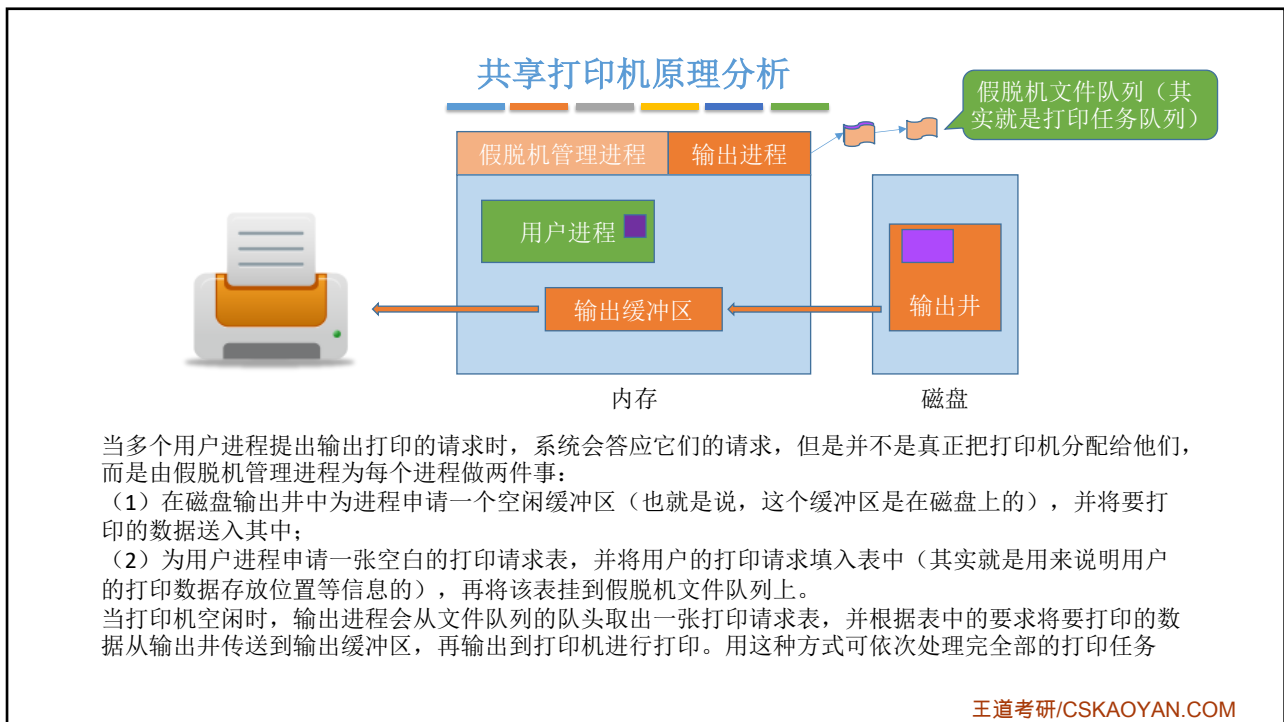 共享打印机原理分析
假脱机文件队列（其
实就是打印任务队列）
假脱机管理进程
输出进程
用户进程
输出缓冲区
输出井
内存
磁盘
当多个用户进程提出输出打印的请求时，系统会答应它们的请求，但是并不是真正把打印机分配给他们，
而是由假脱机管理进程为每个进程做两件事：
（1）在磁盘输出井中为进程申请一个空闲缓冲区（也就是说，这个缓冲区是在磁盘上的），并将要打
印的数据送入其中；
（2）为用户进程申请一张空白的打印请求表，并将用户的打印请求填入表中（其实就是用来说明用户
的打印数据存放位置等信息的），再将该表挂到假脱机文件队列上。
当打印机空闲时，输出进程会从文件队列的队头取出一张打印请求表，并根据表中的要求将要打印的数
据从输出井传送到输出缓冲区，再输出到打印机进行打印。用这种方式可依次处理完全部的打印任务
王道考研/CSKAOYAN.COM